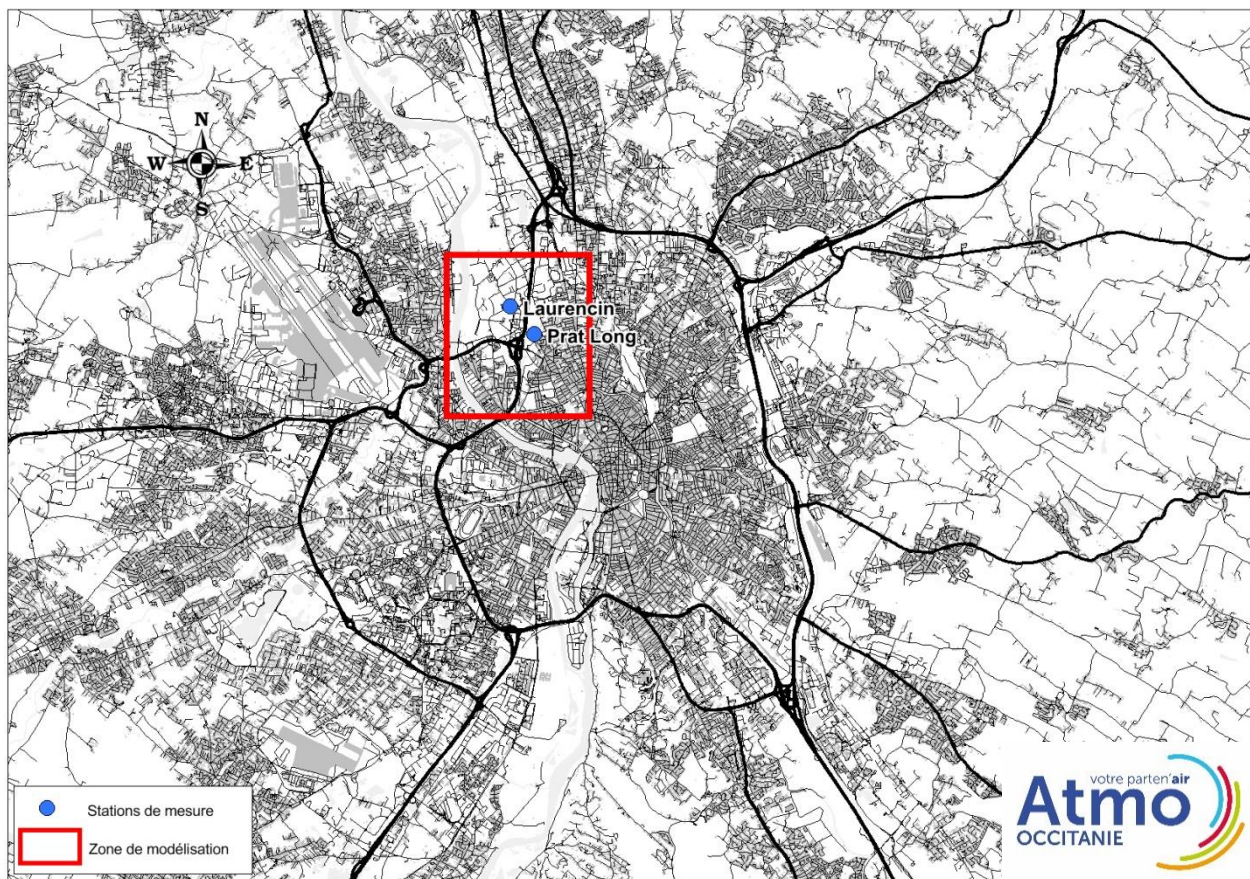 N
W E
S
Laurencin
Prat Long
Stations de mesure
Zone de modélisation
votre parten'air
Atmo
OCCITANIE